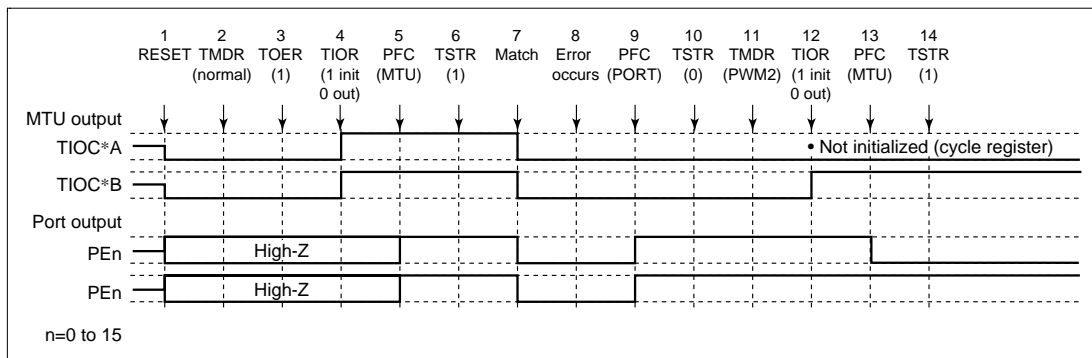 1 2 3 4 5 6 7 8 9 10 11 12 13 14
RESET TMDR TOER TIOR PFC TSTR Match Error PFC TSTR TMDR TIOR PFC TSTR
(normal) (1) (1 init (MTU) (1) occurs (PORT) (0) (PWM2) (1 init (MTU) (1)
0 out) 0 out)
MTU output
TIOC*A • Not initialized (cycle register)
TIOC*B
Port output
PEn High-Z
PEn High-Z
n=0 to 15